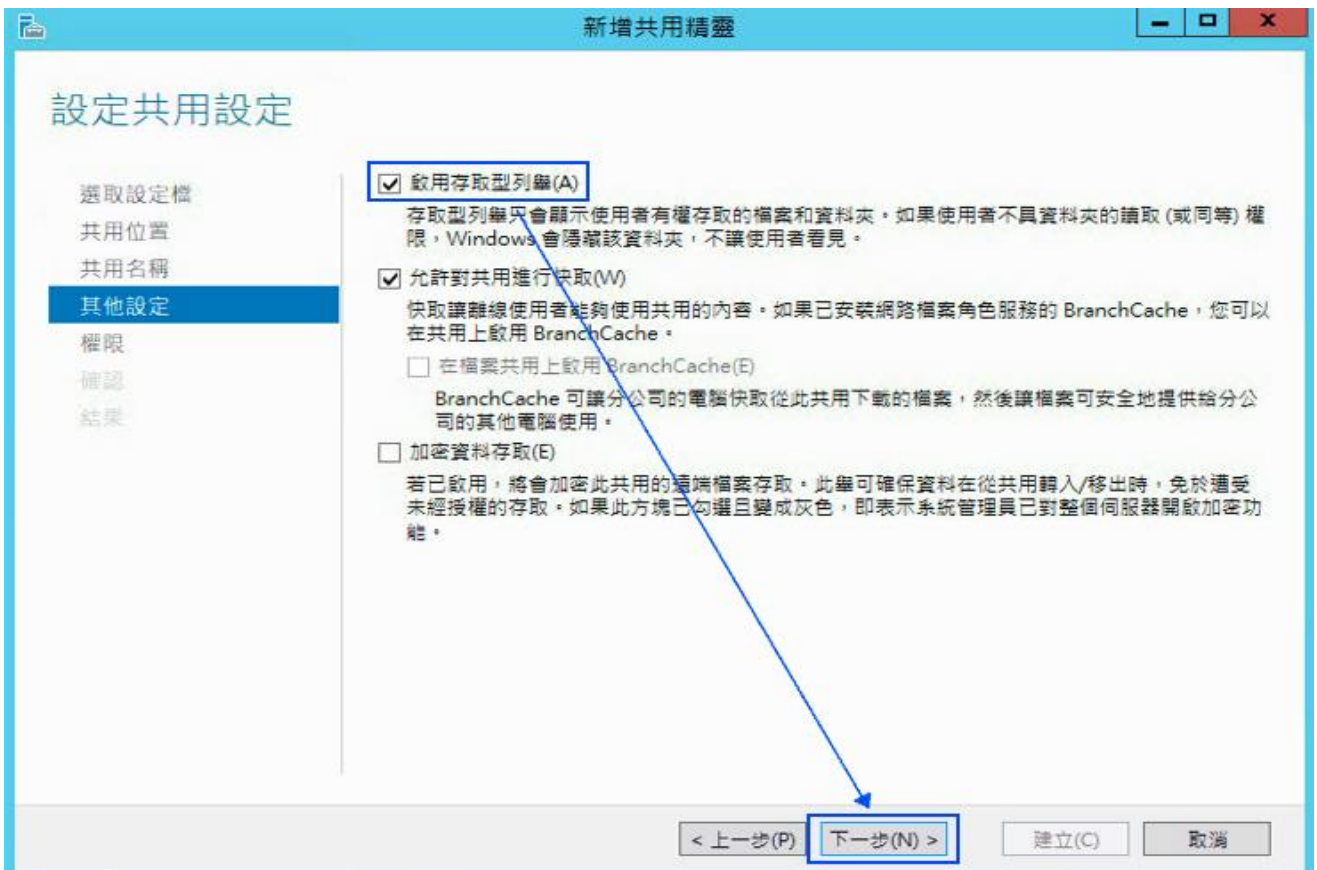 新增共用精靈
設定共用設定
選取設定檔
共用位置
共用名稱
其他設定
權限
確認
結果
啟用存取型列舉(A)
存取型列舉只會顯示使用者有權存取的檔案和資料夾。如果使用者不具資料夾的讀取 (或同等) 權
限，Windows 會隱藏該資料夾，不讓使用者看見。
允許對共用進行快取(W)
快取讓離線使用者能夠使用共用的內容。如果已安裝網路檔案角色服務的 BranchCache，您可以
在共用上啟用 BranchCache。
在檔案共用上啟用 BranchCache(E)
BranchCache 可讓分公司的電腦快取從此共用下載的檔案，然後讓檔案可安全地提供給分公
司的其他電腦使用。
加密資料存取(E)
若已啟用，將會加密此共用的遠端檔案存取。此舉可確保資料在從共用轉入/移出時，免於遭受
未經授權的存取。如果此方塊已勾選且變成灰色，即表示系統管理員已對整個伺服器開啟加密功
能。
< 上一步(P)
下一步(N) >
建立(C)
取消